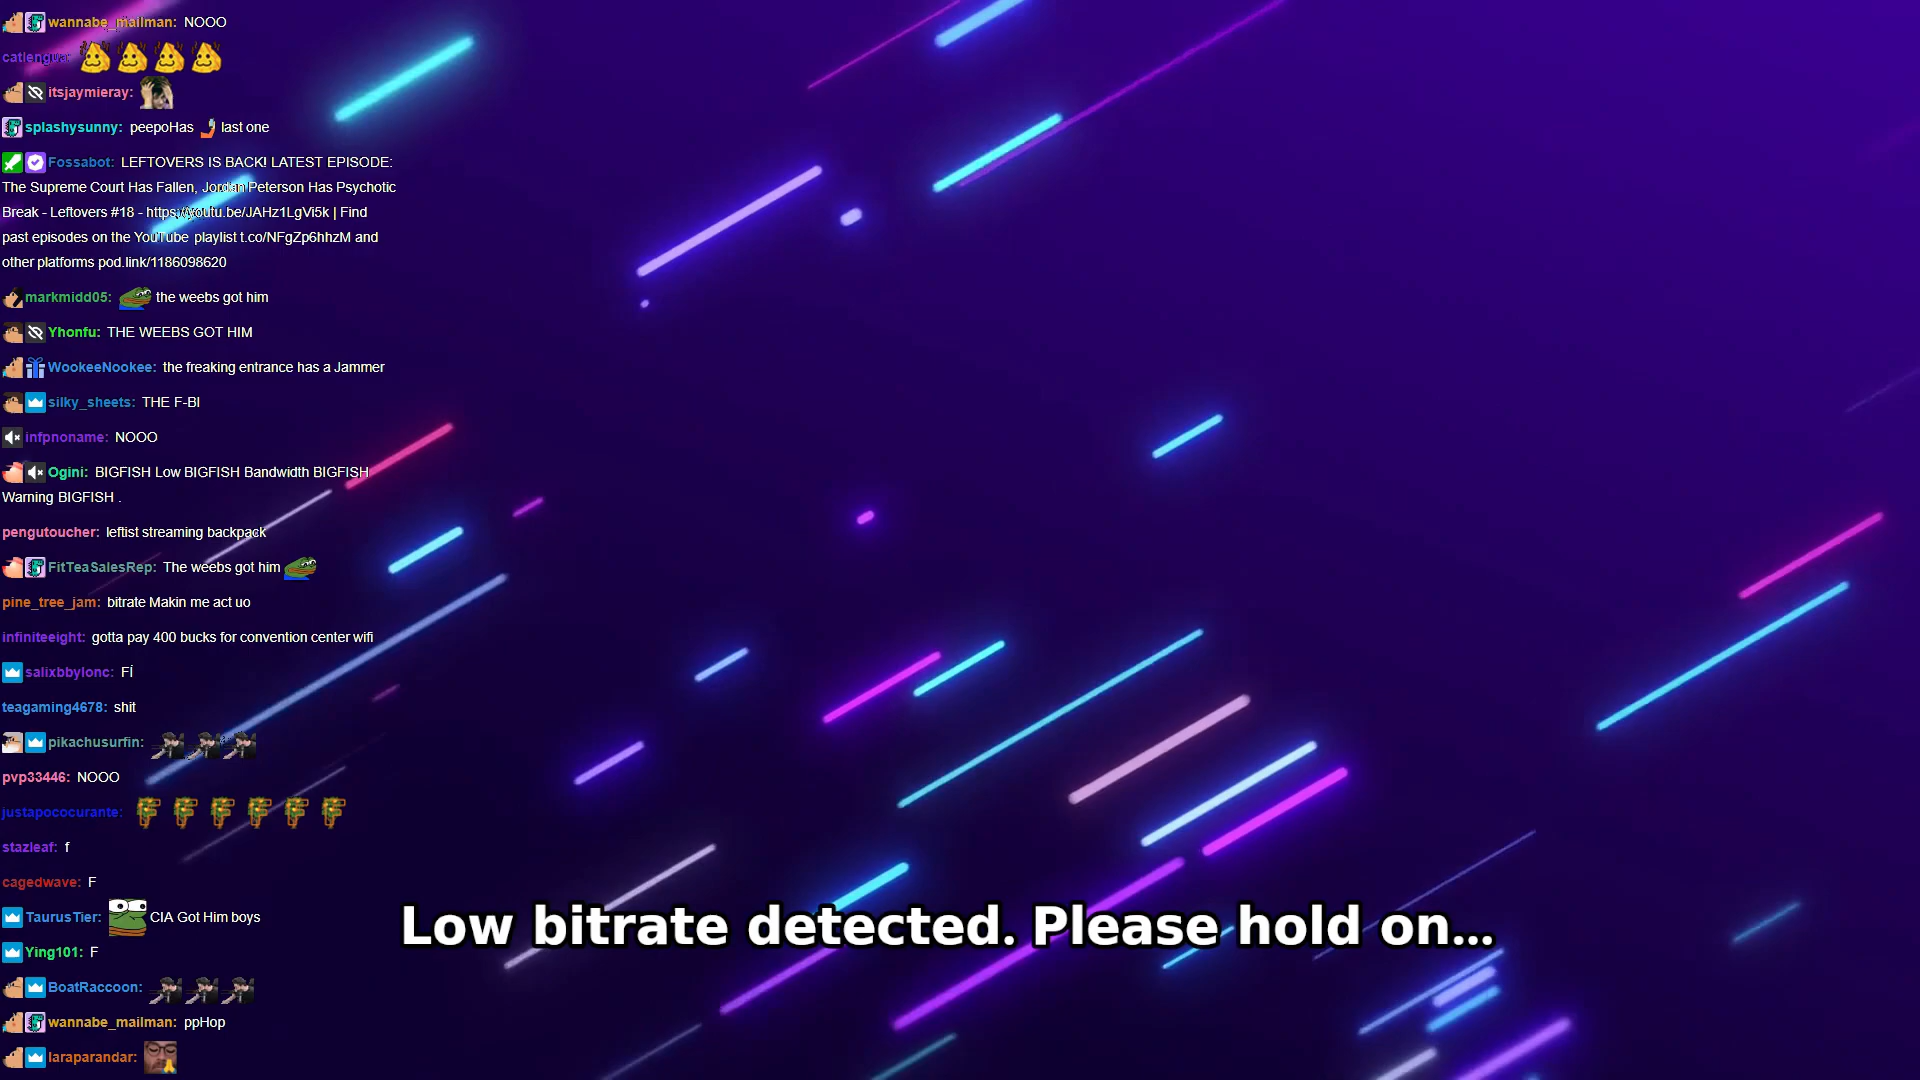 wannabe_mailman: NOOO
catlengua:
itsjaymieray:
splashysunny: peepoHas last one
Fossabot: LEFTOVERS IS BACK! LATEST EPISODE:
The Supreme Court Has Fallen, Jordan Peterson Has Psychotic
Break - Leftovers #18 - https://youtu.be/JAHz1LgVi5k | Find
past episodes on the YouTube playlist t.co/NFgZp6hhzM and
other platforms pod.link/1186098620
markmidd05: the weebs got him
Yhonfu: THE WEEBS GOT HIM
WookeeNookee: the freaking entrance has a Jammer
silky_sheets: THE F-BI
infpnoname: NOOO
Ogini: BIGFISH Low BIGFISH Bandwidth BIGFISH
Warning BIGFISH .
pengutoucher: leftist streaming backpack
FitTeaSalesRep: The weebs got him
pine_tree_jam: bitrate Makin me act uo
infiniteeight: gotta pay 400 bucks for convention center wifi
salixbbylonc: FÍ
teagaming4678: shit
pikachusurfin:
pvp33446: NOOO
justapococurante: F F F F F F
stazleaf: f
cagedwave: F
TaurusTier: CIA Got Him boys
Ying101: F
BoatRaccoon:
wannabe_mailman: ppHop
laraparandar:
Low bitrate detected. Please hold on...